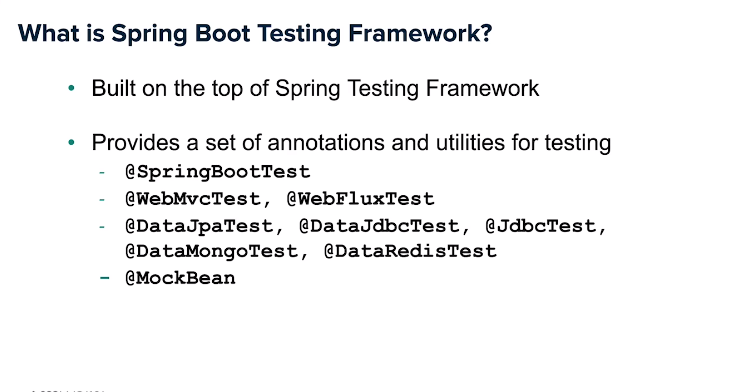 What is Spring Boot Testing Framework?
• Built on the top of Spring Testing Framework
• Provides a set of annotations and utilities for testing
- @SpringBootTest
- @WebMvcTest, @WebFluxTest
- @DataJpaTest, @DataJdbcTest, @JdbcTest,
@DataMongoTest, @DataRedisTest
– @MockBean